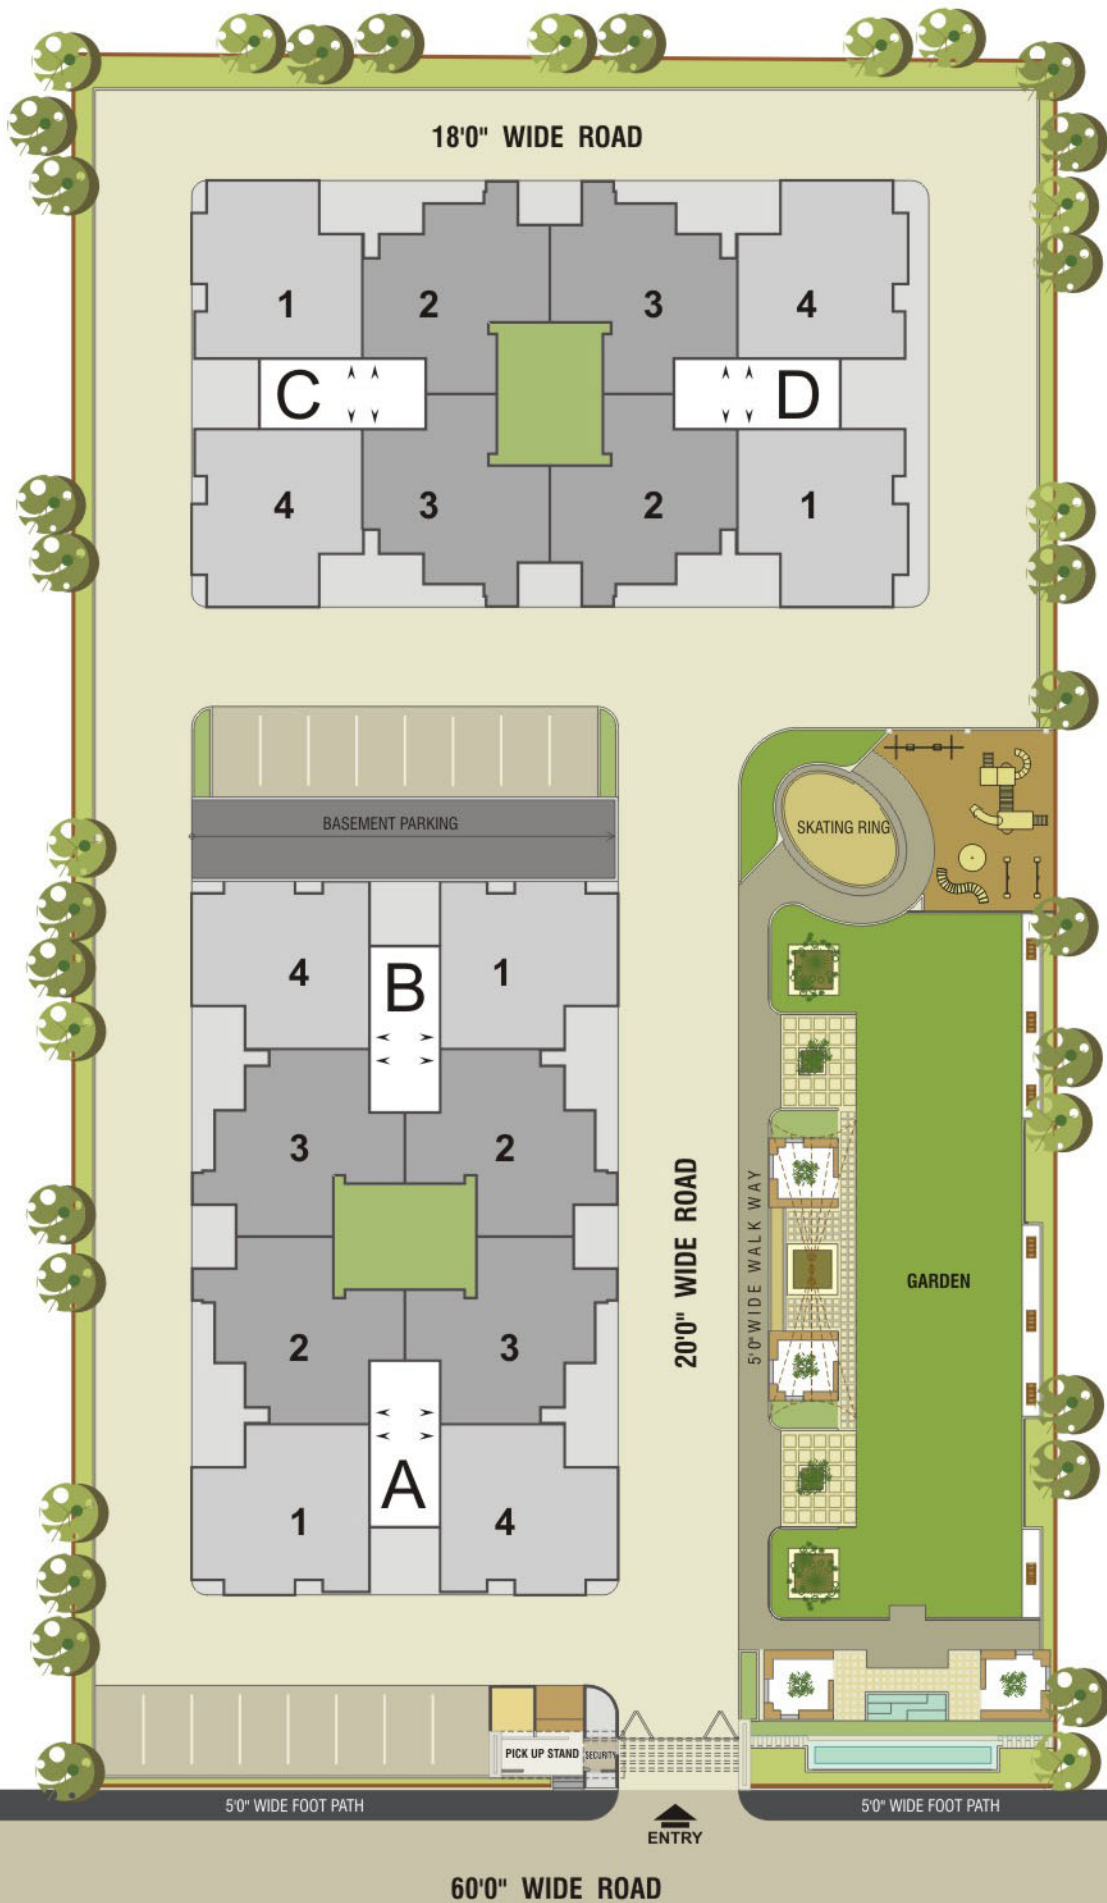 18'0" WIDE ROAD
1
2
3
4
C
D
4
3
2
1
BASEMENT PARKING
SKATING RING
4
B
1
3
2
2
3
1
A
4
20'0" WIDE ROAD
5'0" WIDE WALK WAY
GARDEN
PICK UP STAND
SECURITY
5'0" WIDE FOOT PATH
5'0" WIDE FOOT PATH
ENTRY
60'0" WIDE ROAD